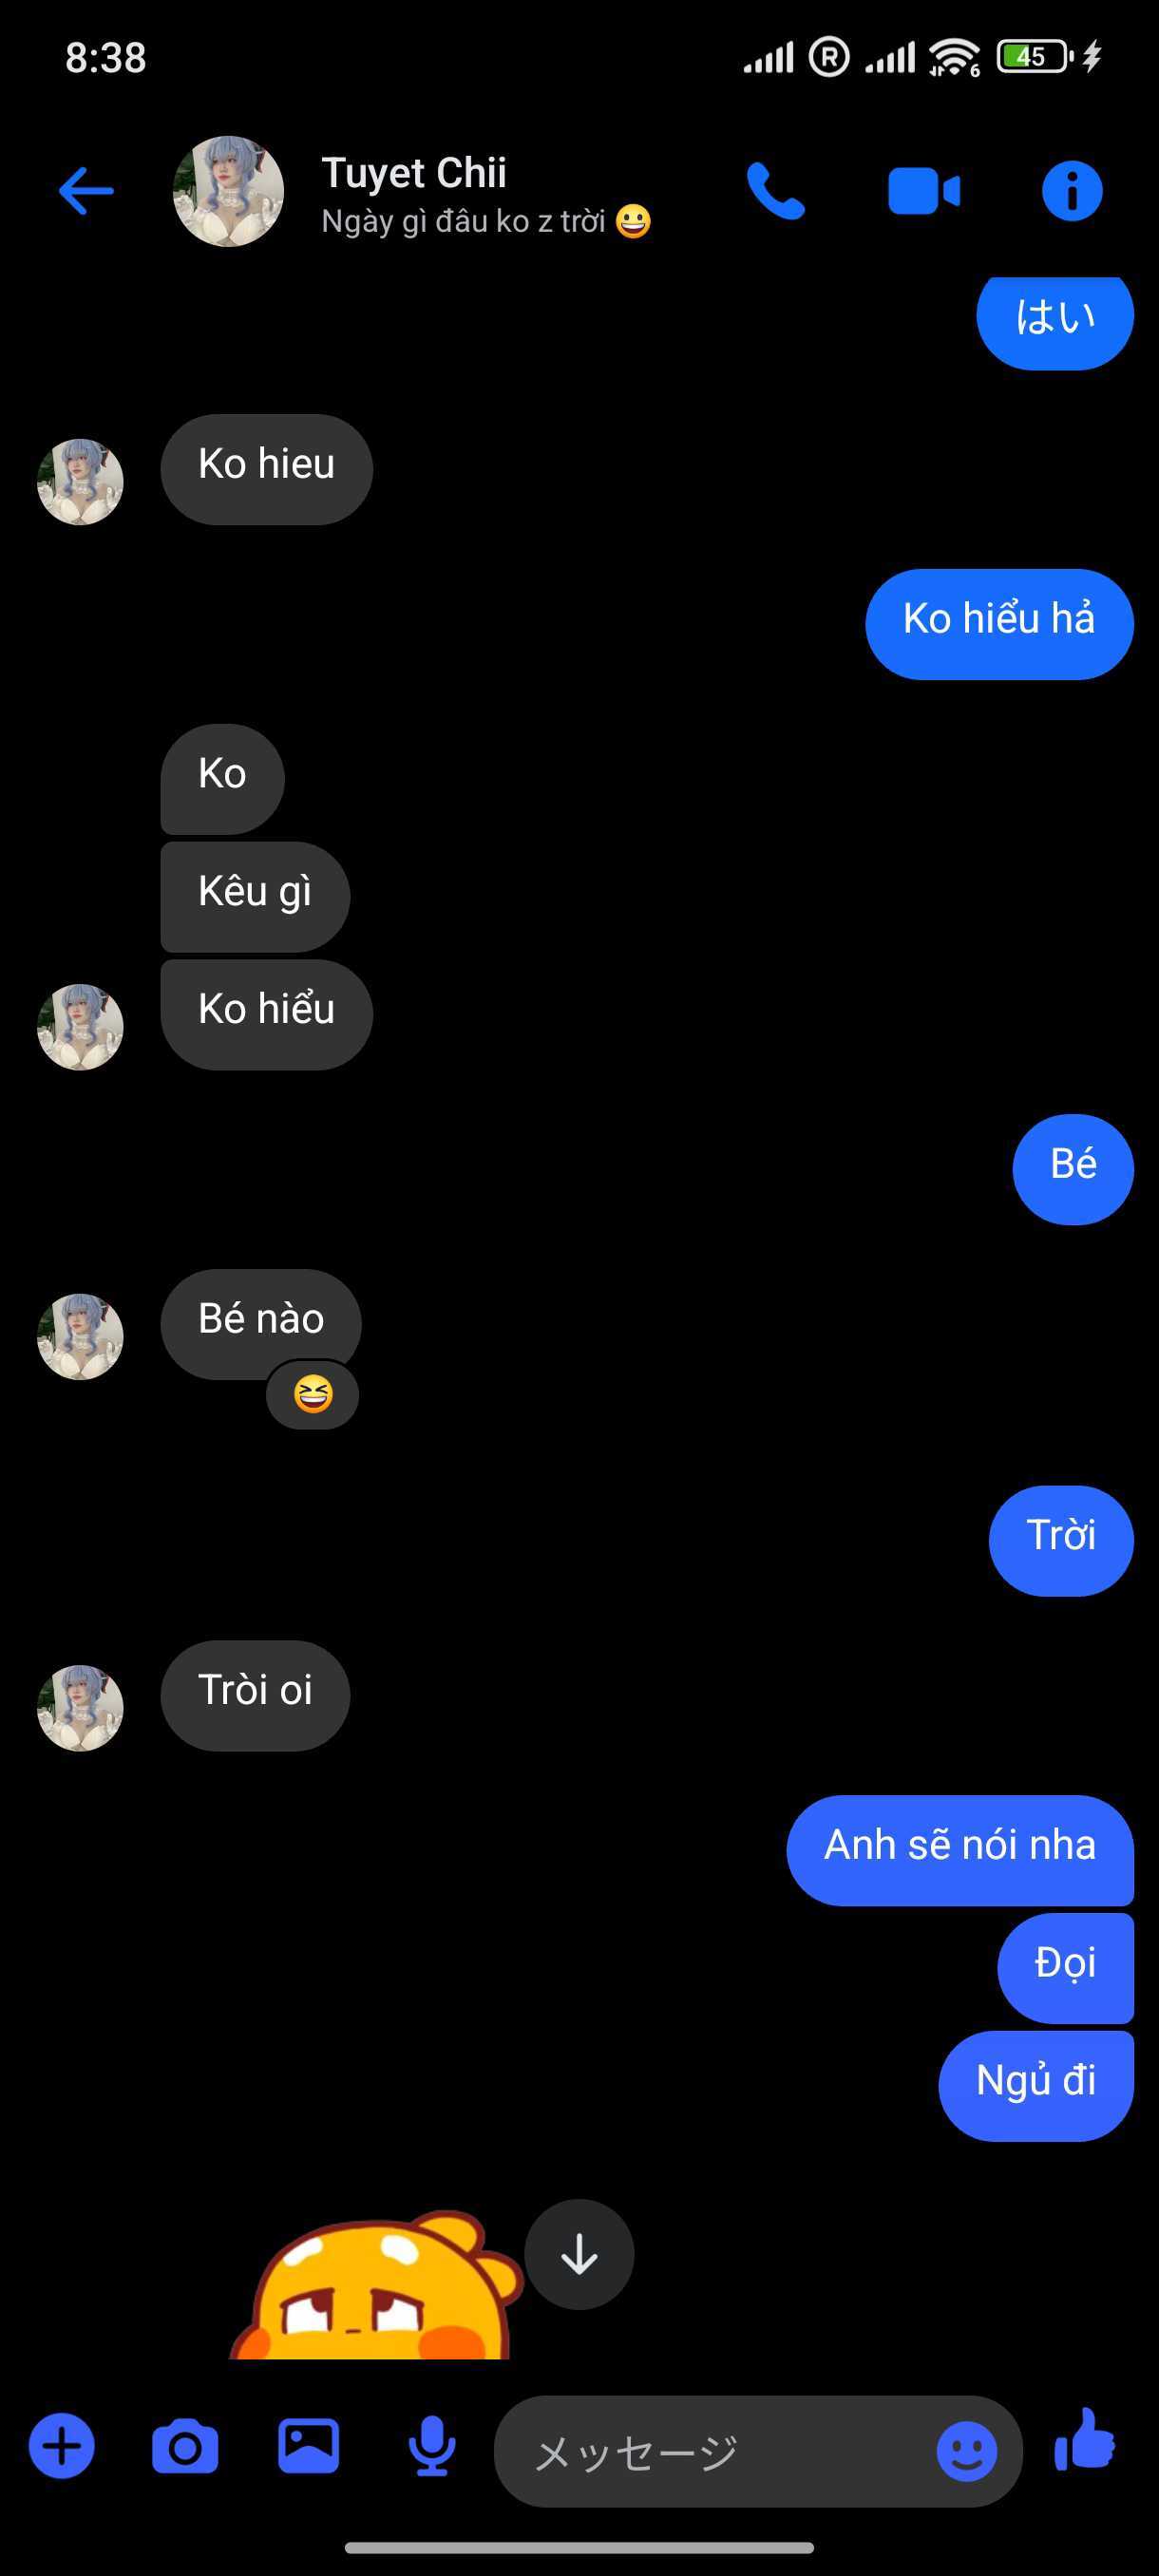 8:38
R
6
45
Tuyet Chii
Ngày gì đâu ko z trời 😀
はい
Ko hieu
Ko hiểu hả
Ko
Kêu gì
Ko hiểu
Bé
Bé nào
😆
Trời
Tròi oi
Anh sẽ nói nha
Đọi
Ngủ đi
メッセージ